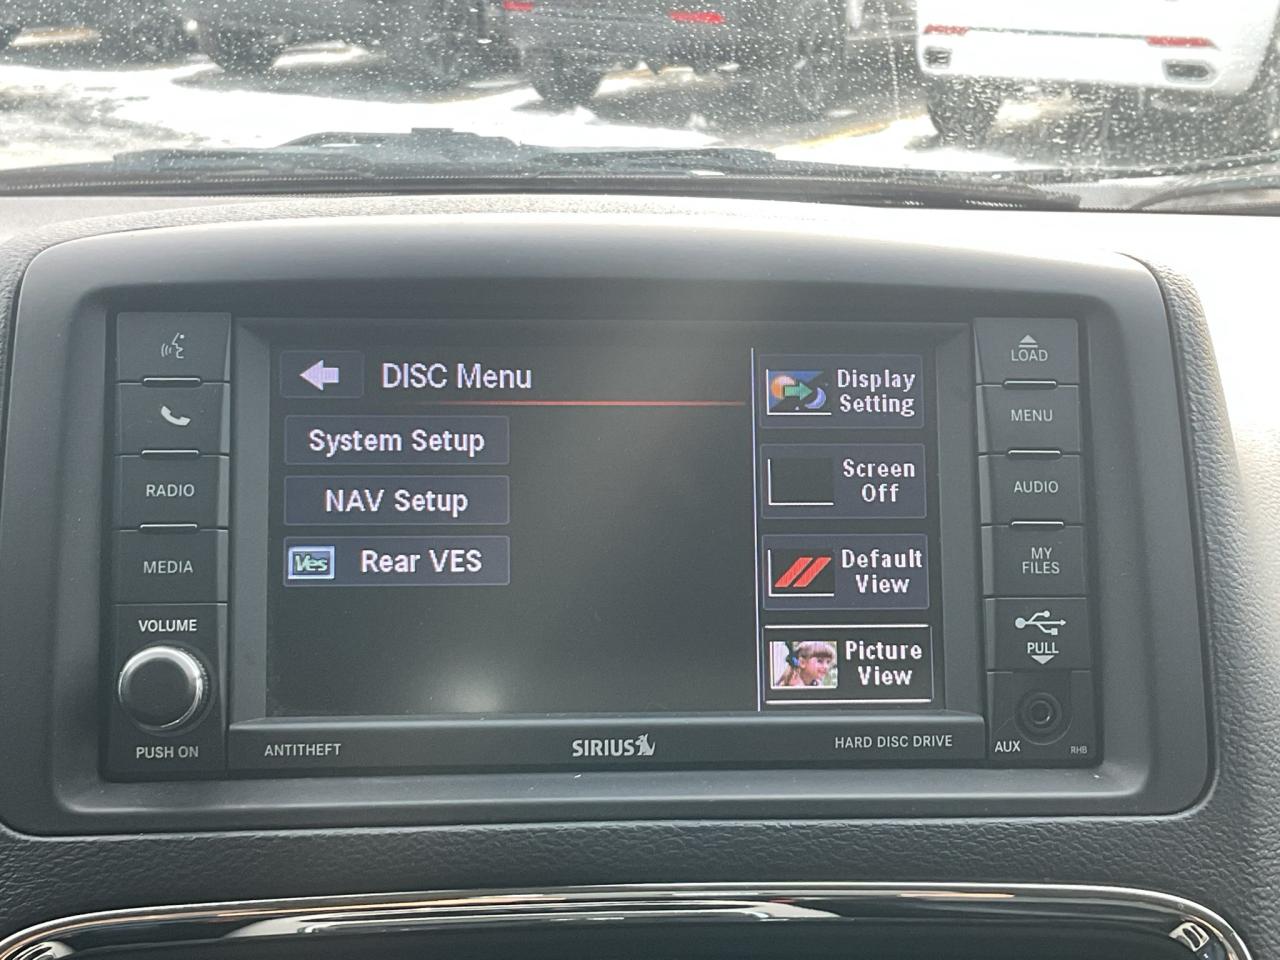 RADIO
MEDIA
VOLUME
PUSH ON
DISC Menu
System Setup
NAV Setup
Ves
Rear VES
Display
Setting
Screen
Off
Default
View
Picture
View
LOAD
MENU
AUDIO
MY
FILES
PULL
AUX
RHB
ANTITHEFT
SIRIUS
HARD DISC DRIVE